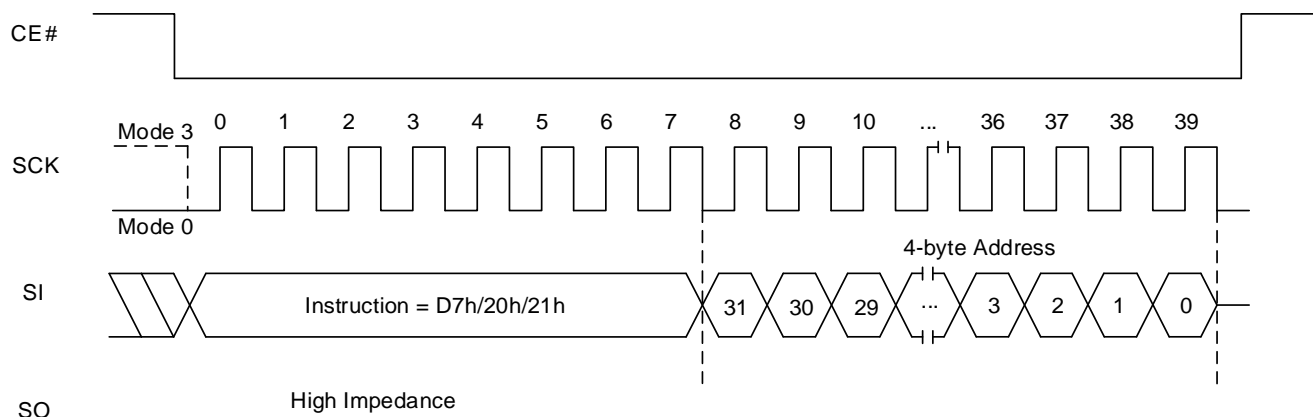 CE#
0 1 2 3 4 5 6 7 8 9 10 ... 36 37 38 39
Mode 3
SCK
Mode 0
4-byte Address
SI
Instruction = D7h/20h/21h 31 30 29 ... 3 2 1 0
High Impedance
SO